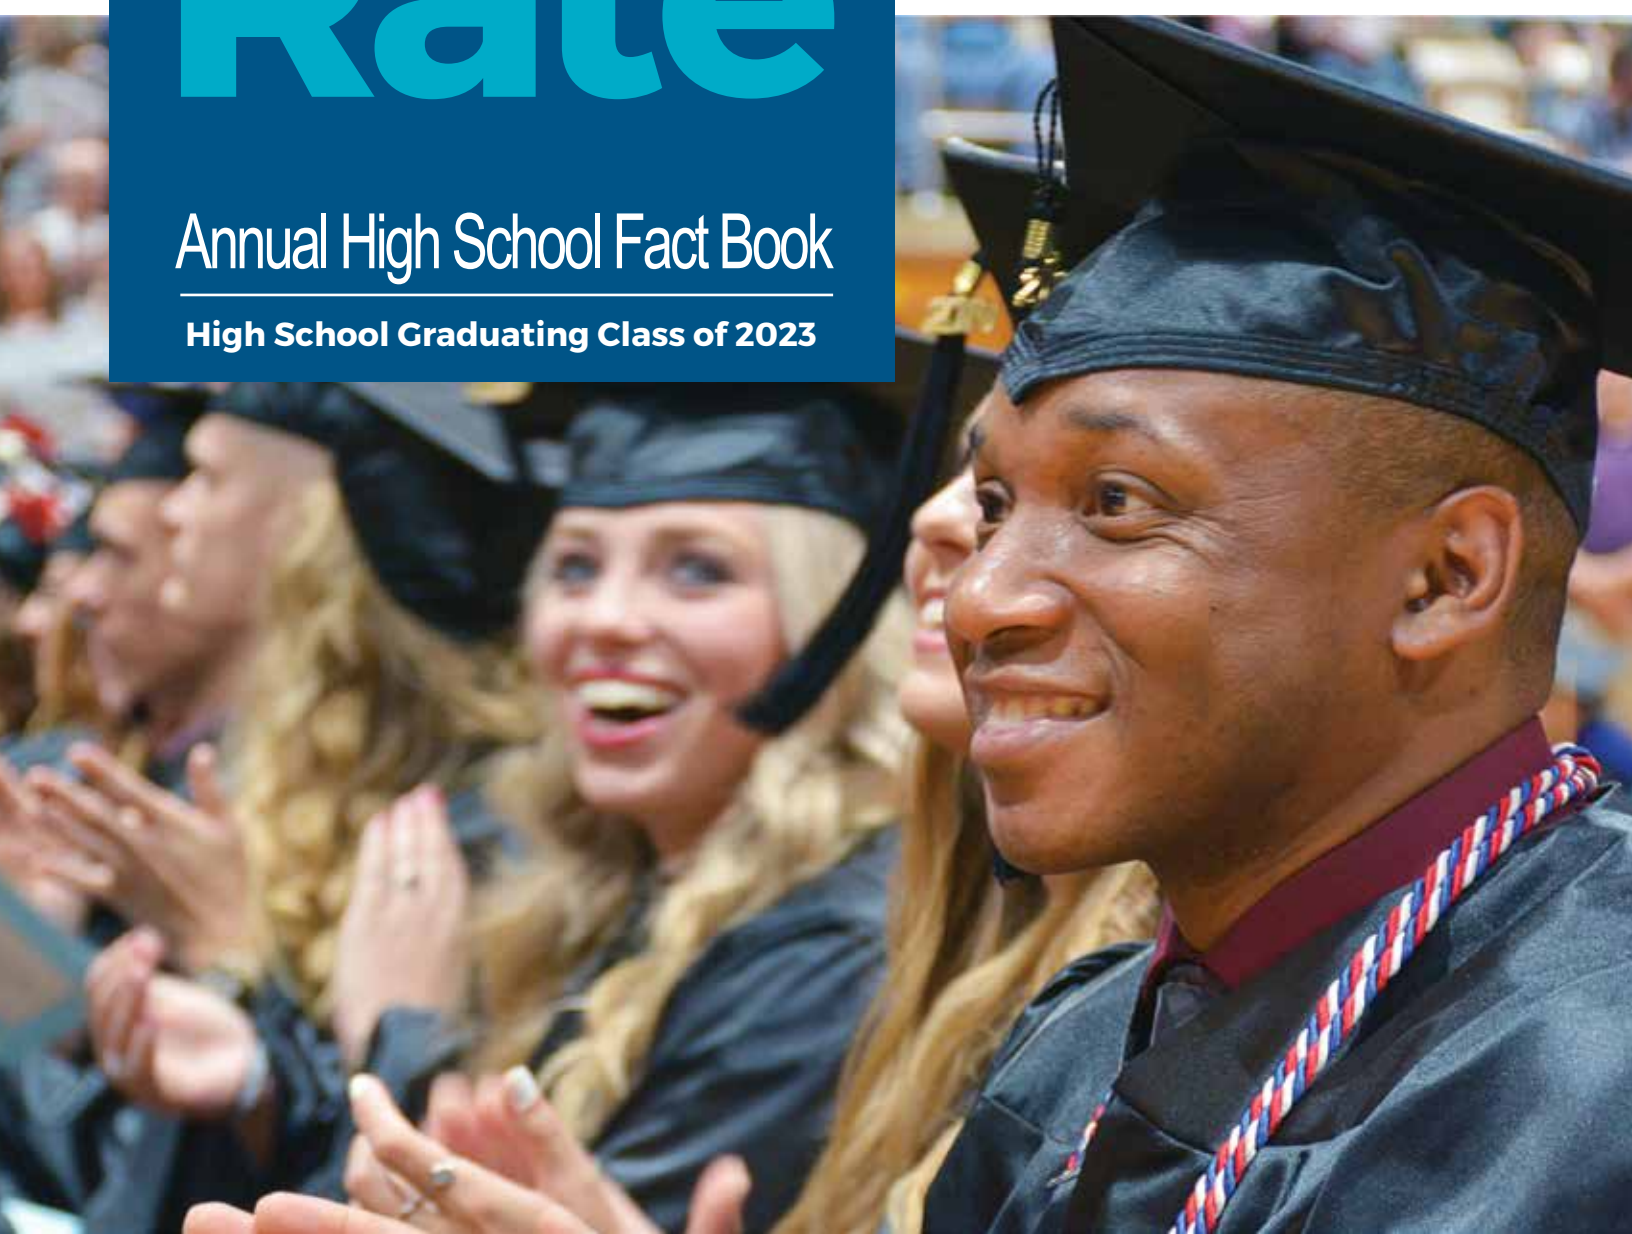 Rate
Annual High School Fact Book
High School Graduating Class of 2023